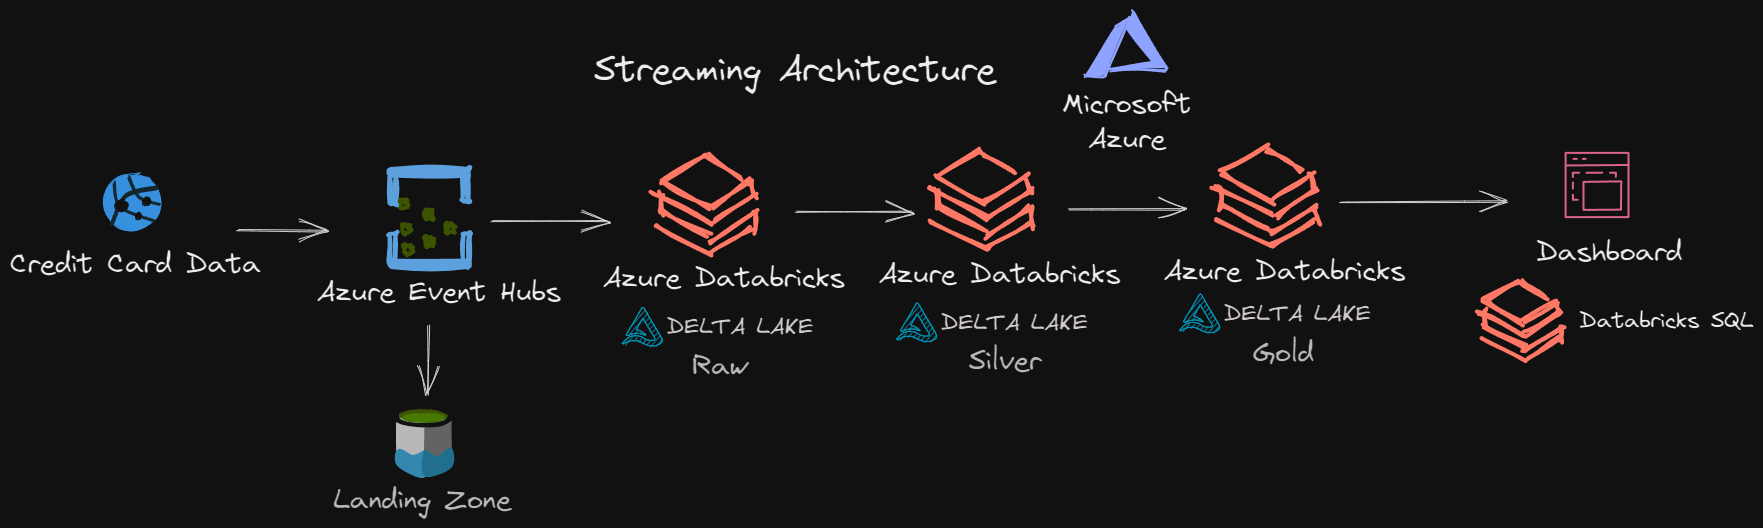 Streaming Architecture
Microsoft
Azure
Credit Card Data
Azure Event Hubs
Landing Zone
Azure Databricks
DELTA LAKE
Raw
Azure Databricks
DELTA LAKE
Silver
Azure Databricks
DELTA LAKE
Gold
Dashboard
Databricks SQL